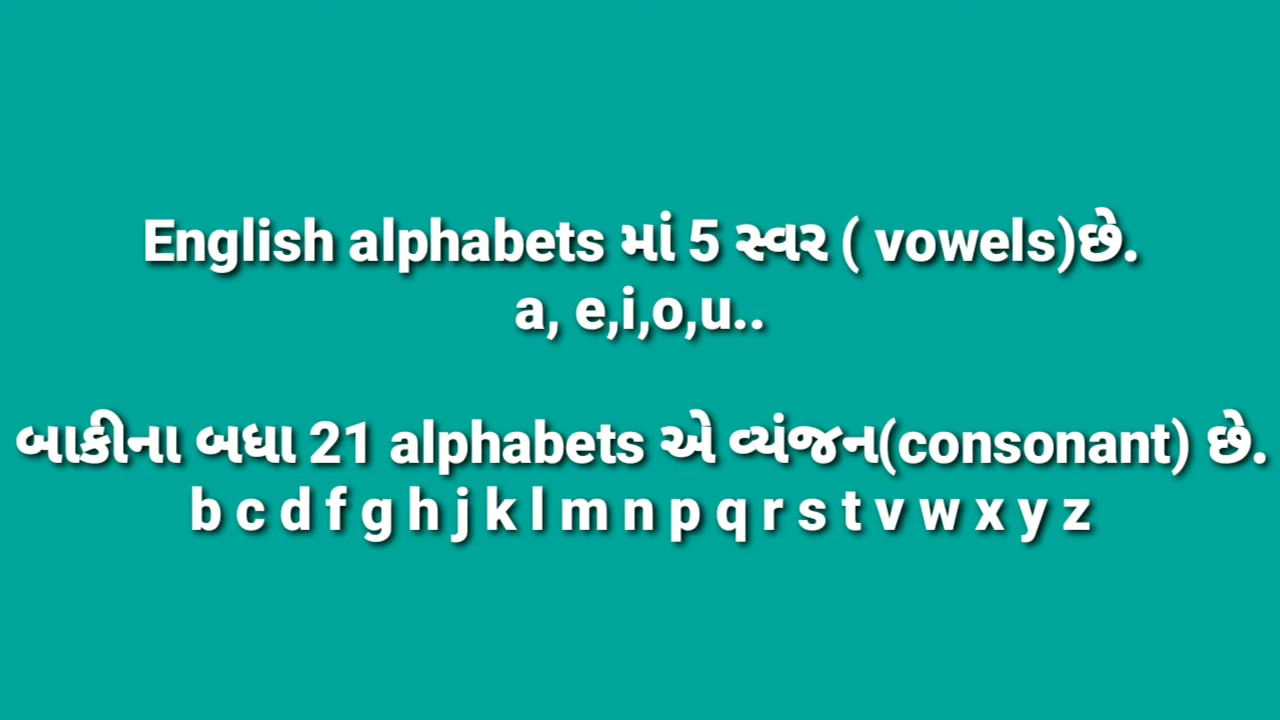 English alphabets માં 5 સ્વર ( vowels)છે.
a, e,i,o,u..
બાકીના બધા 21 alphabets એ વ્યંજન(consonant) છે.
b c d f g h j k l m n p q r s t v w x y z